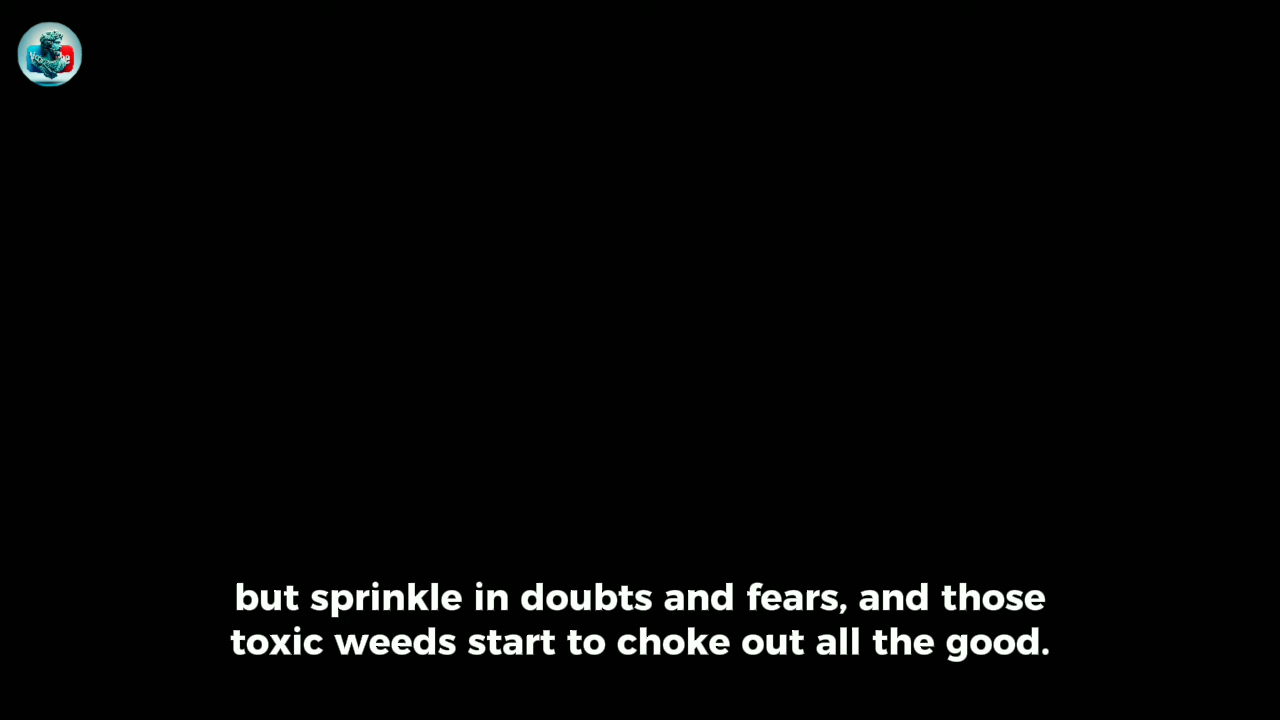 but sprinkle in doubts and fears, and those
toxic weeds start to choke out all the good.